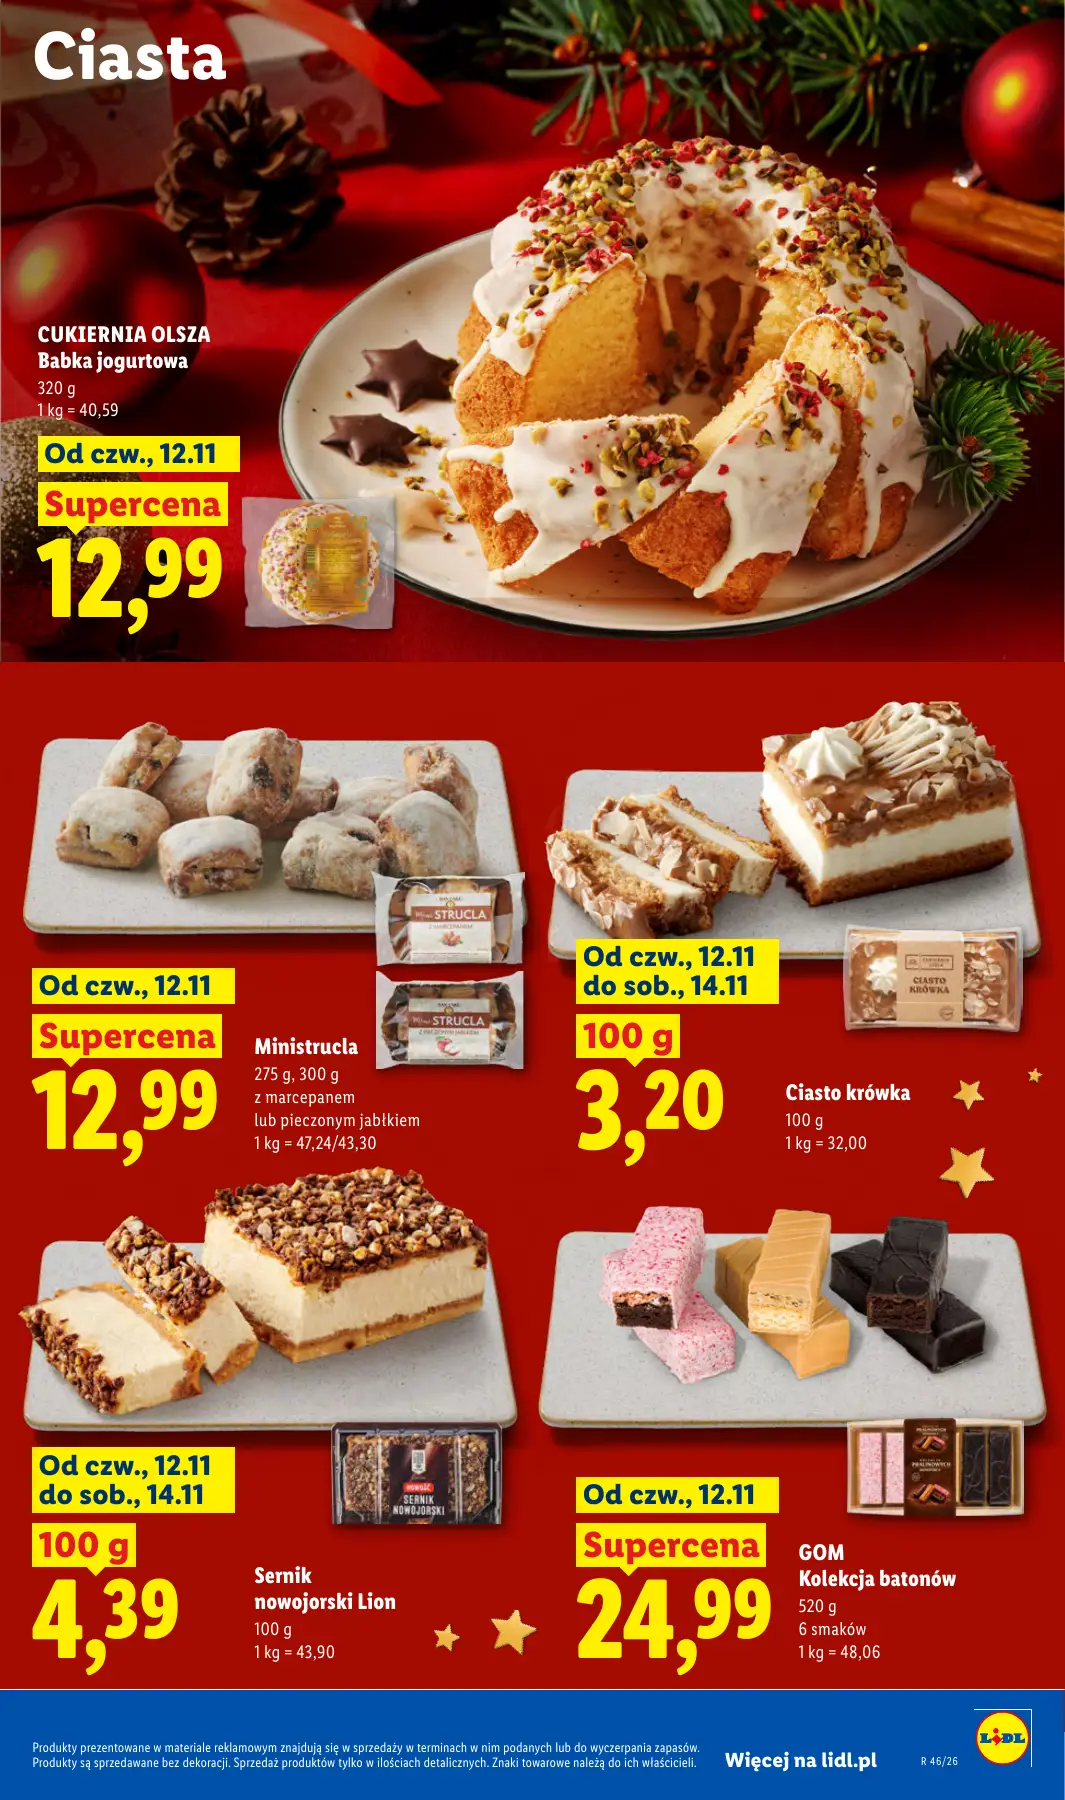 Ciasta
CUKIERNIA OLSZA
Babka jogurtowa
320 g
1 kg = 40,59
Od czw., 12.11
Supercena
12,99
STRUCLA
Z MARCEPANEM
STRUCLA
Z PIECZONYM JABŁKIEM
Od czw., 12.11
Supercena
12,99
Ministrucla
275 g, 300 g
z marcepanem
lub pieczonym jabłkiem
1 kg = 47,24/43,30
Od czw., 12.11
do sob., 14.11
100 g
3,20
CIASTO
KRÓWKA
Ciasto krówka
100 g
1 kg = 32,00
Od czw., 12.11
do sob., 14.11
100 g
4,39
NOWOŚĆ
SERNIK
NOWOJORSKI
Sernik
nowojorski Lion
100 g
1 kg = 43,90
Od czw., 12.11
Supercena
24,99
PRALINOWYCH
GOM
Kolekcja batonów
520 g
6 smaków
1 kg = 48,06
Produkty prezentowane w materiale reklamowym znajdują się w sprzedaży w terminach w nim podanych lub do wyczerpania zapasów.
Produkty są sprzedawane bez dekoracji. Sprzedaż produktów tylko w ilościach detalicznych. Znaki towarowe należą do ich właścicieli.
Więcej na lidl.pl
R 46/26
LIDL